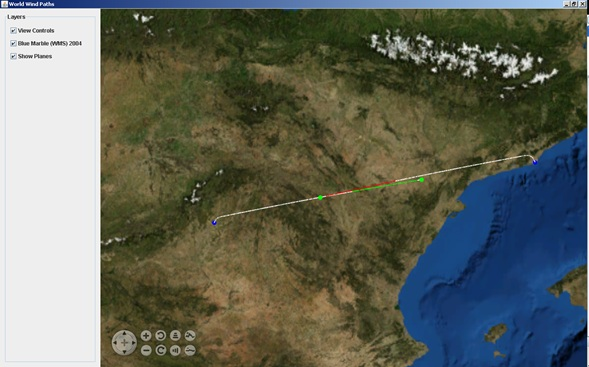 World Wind Paths
Layers
View Controls
Blue Marble (WMS) 2004
Show Planes